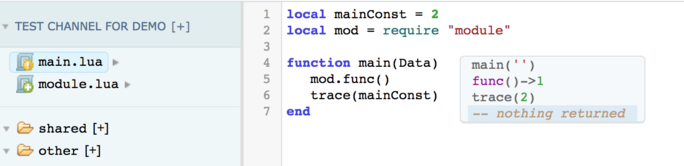 TEST CHANNEL FOR DEMO [+]
main.lua
module.lua
shared [+]
other [+]
1 local mainConst = 2
2 local mod = require "module"
3
4 function main(Data)
5 mod.func()
6 trace(mainConst)
7 end
main('')
func()->1
trace(2)
-- nothing returned